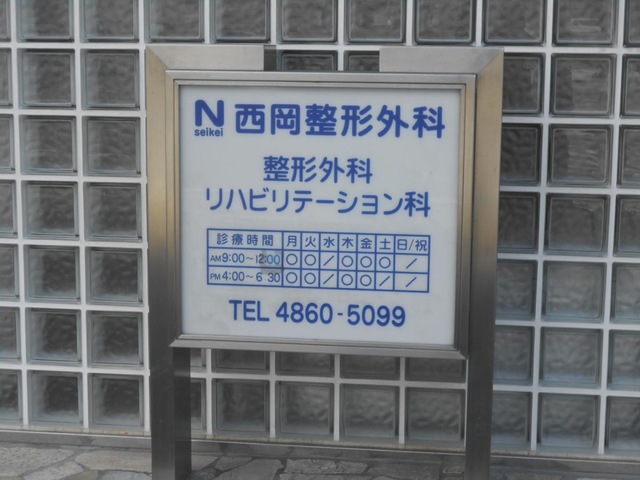 N seikei 西岡整形外科
整形外科
リハビリテーション科
診療時間 月 火 水 木 金 土 日/祝
AM 9:00～12:00 ○ ○ ／ ○ ○ ○ ／
PM 4:00～6:30 ○ ○ ／ ○ ○ ／ ／
TEL 4860-5099